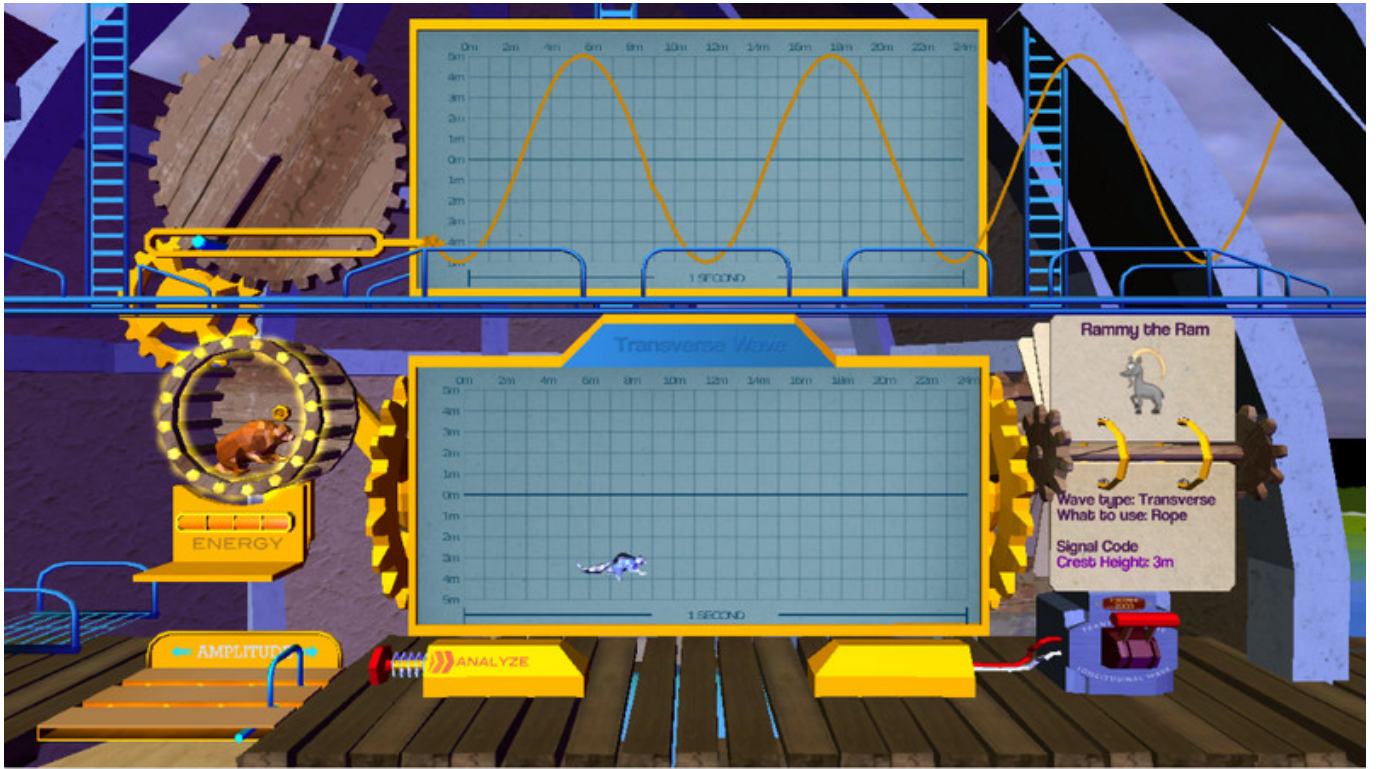 0m 2m 4m 6m 8m 10m 12m 14m 16m 18m 20m 22m 24m
5m
4m
3m
2m
1m
0m
1m
2m
3m
4m
5m
1 SECOND
Transverse Wave
0m 2m 4m 6m 8m 10m 12m 14m 16m 18m 20m 22m 24m
5m
4m
3m
2m
1m
0m
1m
2m
3m
4m
5m
1 SECOND
ENERGY
AMPLITUDE
ANALYZE
Rammy the Ram
Wave type: Transverse
What to use: Rope
Signal Code
Crest Height: 3m
LONGITUDINAL WAVE